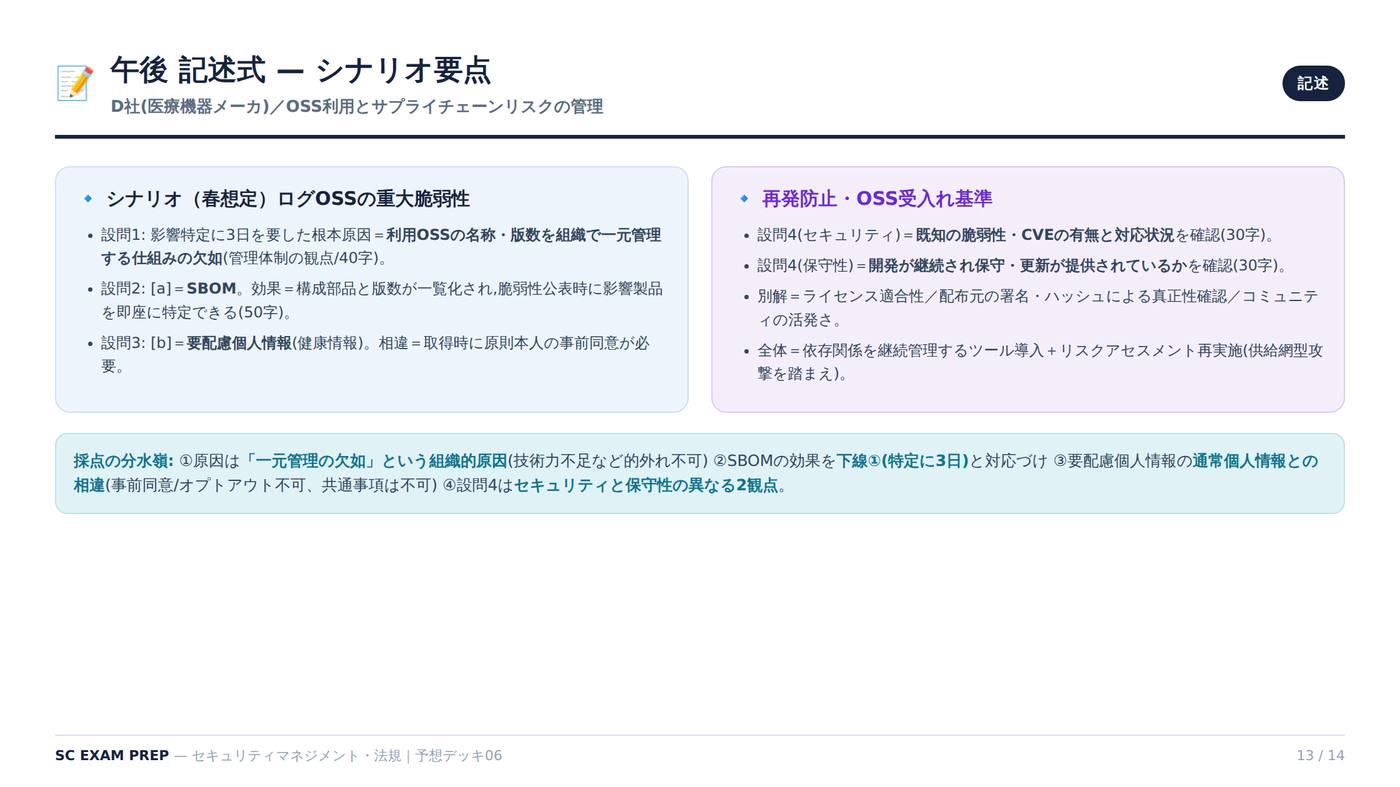 午後 記述式 — シナリオ要点
D社(医療機器メーカ)／OSS利用とサプライチェーンリスクの管理
記述
シナリオ（春想定）ログOSSの重大脆弱性
• 設問1: 影響特定に3日を要した根本原因＝利用OSSの名称・版数を組織で一元管理
する仕組みの欠如(管理体制の観点/40字)。
• 設問2: [a]＝SBOM。効果＝構成部品と版数が一覧化され,脆弱性公表時に影響製品
を即座に特定できる(50字)。
• 設問3: [b]＝要配慮個人情報(健康情報)。相違＝取得時に原則本人の事前同意が必
要。
再発防止・OSS受入れ基準
• 設問4(セキュリティ)＝既知の脆弱性・CVEの有無と対応状況を確認(30字)。
• 設問4(保守性)＝開発が継続され保守・更新が提供されているかを確認(30字)。
• 別解＝ライセンス適合性／配布元の署名・ハッシュによる真正性確認／コミュニテ
ィの活発さ。
• 全体＝依存関係を継続管理するツール導入＋リスクアセスメント再実施(供給網型攻
撃を踏まえ)。
採点の分水嶺: ①原因は「一元管理の欠如」という組織的原因(技術力不足など的外れ不可) ②SBOMの効果を下線①(特定に3日)と対応づけ ③要配慮個人情報の通常個人情報との
相違(事前同意/オプトアウト不可、共通事項は不可) ④設問4はセキュリティと保守性の異なる2観点。
SC EXAM PREP — セキュリティマネジメント・法規｜予想デッキ06
13 / 14